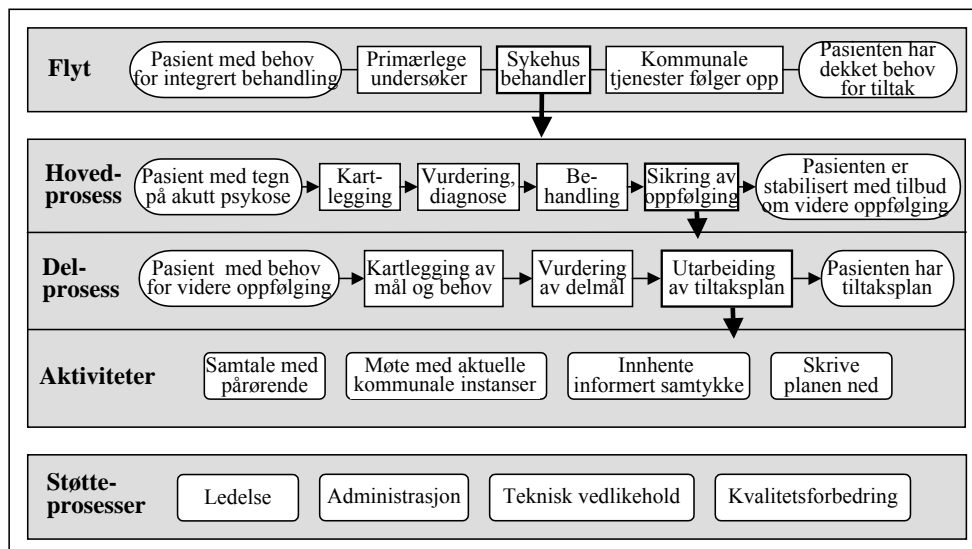 Flyt
Pasient med behov
for integrert behandling
Primærlege
undersøker
Sykehus
behandler
Kommunale
tjenester følger opp
Pasienten har
dekket behov
for tiltak
Hoved-
prosess
Pasient med tegn
på akutt psykose
Kart-
legging
Vurdering,
diagnose
Be-
handling
Sikring av
oppfølging
Pasienten er
stabilisert med tilbud
om videre oppfølging
Del-
prosess
Pasient med behov
for videre oppfølging
Kartlegging av
mål og behov
Vurdering
av delmål
Utarbeiding
av tiltaksplan
Pasienten har
tiltaksplan
Aktiviteter
Samtale med
pårørende
Møte med aktuelle
kommunale instanser
Innhente
informert samtykke
Skrive
planen ned
Støtte-
prosesser
Ledelse
Administrasjon
Teknisk vedlikehold
Kvalitetsforbedring